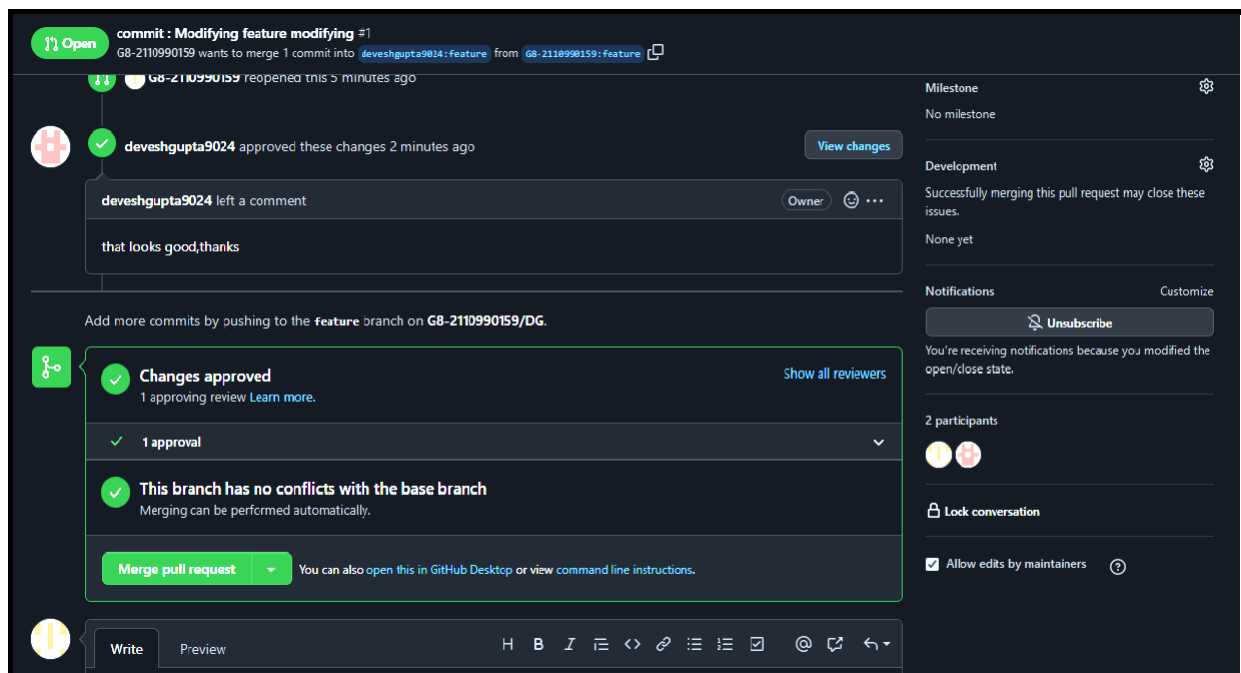 Open
commit : Modifying feature modifying #1
G8-2110990159 wants to merge 1 commit into deveshgupta9024:feature from G8-2110990159:feature
G8-2110990159 reopened this 5 minutes ago
deveshgupta9024 approved these changes 2 minutes ago
View changes
deveshgupta9024 left a comment
Owner
that looks good,thanks
Add more commits by pushing to the feature branch on G8-2110990159/DG.
Changes approved
Show all reviewers
1 approving review Learn more.
1 approval
This branch has no conflicts with the base branch
Merging can be performed automatically.
Merge pull request
You can also open this in GitHub Desktop or view command line instructions.
Write
Preview
H B I
Milestone
No milestone
Development
Successfully merging this pull request may close these
issues.
None yet
Notifications
Customize
Unsubscribe
You're receiving notifications because you modified the
open/close state.
2 participants
Lock conversation
Allow edits by maintainers